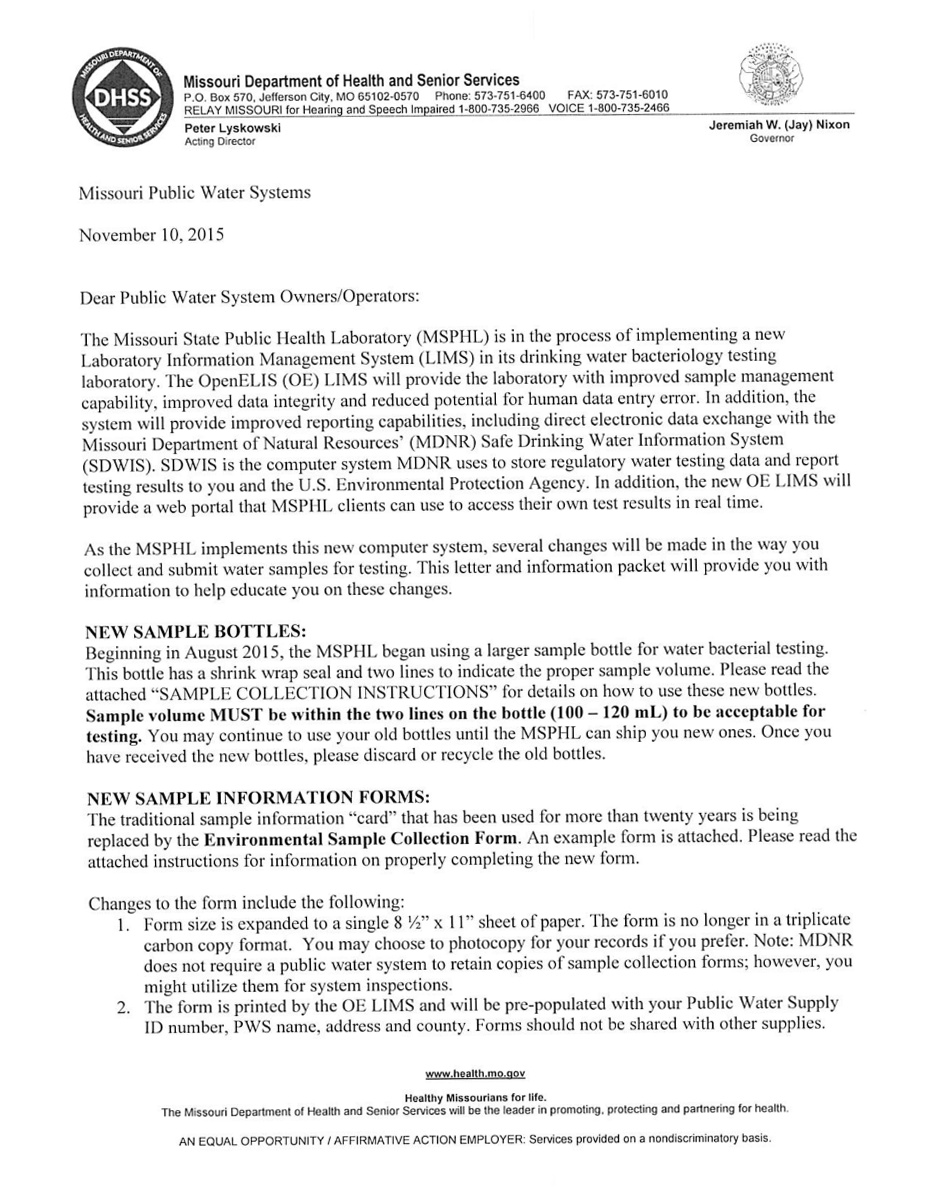 MISSOURI DEPARTMENT OF
DHSS
HEALTH AND SENIOR SERVICES
Missouri Department of Health and Senior Services
P.O. Box 570, Jefferson City, MO 65102-0570 Phone: 573-751-6400 FAX: 573-751-6010
RELAY MISSOURI for Hearing and Speech Impaired 1-800-735-2966 VOICE 1-800-735-2466
Peter Lyskowski
Acting Director
Jeremiah W. (Jay) Nixon
Governor
Missouri Public Water Systems
November 10, 2015
Dear Public Water System Owners/Operators:
The Missouri State Public Health Laboratory (MSPHL) is in the process of implementing a new
Laboratory Information Management System (LIMS) in its drinking water bacteriology testing
laboratory. The OpenELIS (OE) LIMS will provide the laboratory with improved sample management
capability, improved data integrity and reduced potential for human data entry error. In addition, the
system will provide improved reporting capabilities, including direct electronic data exchange with the
Missouri Department of Natural Resources’ (MDNR) Safe Drinking Water Information System
(SDWIS). SDWIS is the computer system MDNR uses to store regulatory water testing data and report
testing results to you and the U.S. Environmental Protection Agency. In addition, the new OE LIMS will
provide a web portal that MSPHL clients can use to access their own test results in real time.
As the MSPHL implements this new computer system, several changes will be made in the way you
collect and submit water samples for testing. This letter and information packet will provide you with
information to help educate you on these changes.
NEW SAMPLE BOTTLES:
Beginning in August 2015, the MSPHL began using a larger sample bottle for water bacterial testing.
This bottle has a shrink wrap seal and two lines to indicate the proper sample volume. Please read the
attached “SAMPLE COLLECTION INSTRUCTIONS” for details on how to use these new bottles.
Sample volume MUST be within the two lines on the bottle (100 – 120 mL) to be acceptable for
testing. You may continue to use your old bottles until the MSPHL can ship you new ones. Once you
have received the new bottles, please discard or recycle the old bottles.
NEW SAMPLE INFORMATION FORMS:
The traditional sample information “card” that has been used for more than twenty years is being
replaced by the Environmental Sample Collection Form. An example form is attached. Please read the
attached instructions for information on properly completing the new form.
Changes to the form include the following:
1. Form size is expanded to a single 8 ½” x 11” sheet of paper. The form is no longer in a triplicate
carbon copy format. You may choose to photocopy for your records if you prefer. Note: MDNR
does not require a public water system to retain copies of sample collection forms; however, you
might utilize them for system inspections.
2. The form is printed by the OE LIMS and will be pre-populated with your Public Water Supply
ID number, PWS name, address and county. Forms should not be shared with other supplies.
www.health.mo.gov
Healthy Missourians for life.
The Missouri Department of Health and Senior Services will be the leader in promoting, protecting and partnering for health.
AN EQUAL OPPORTUNITY / AFFIRMATIVE ACTION EMPLOYER: Services provided on a nondiscriminatory basis.